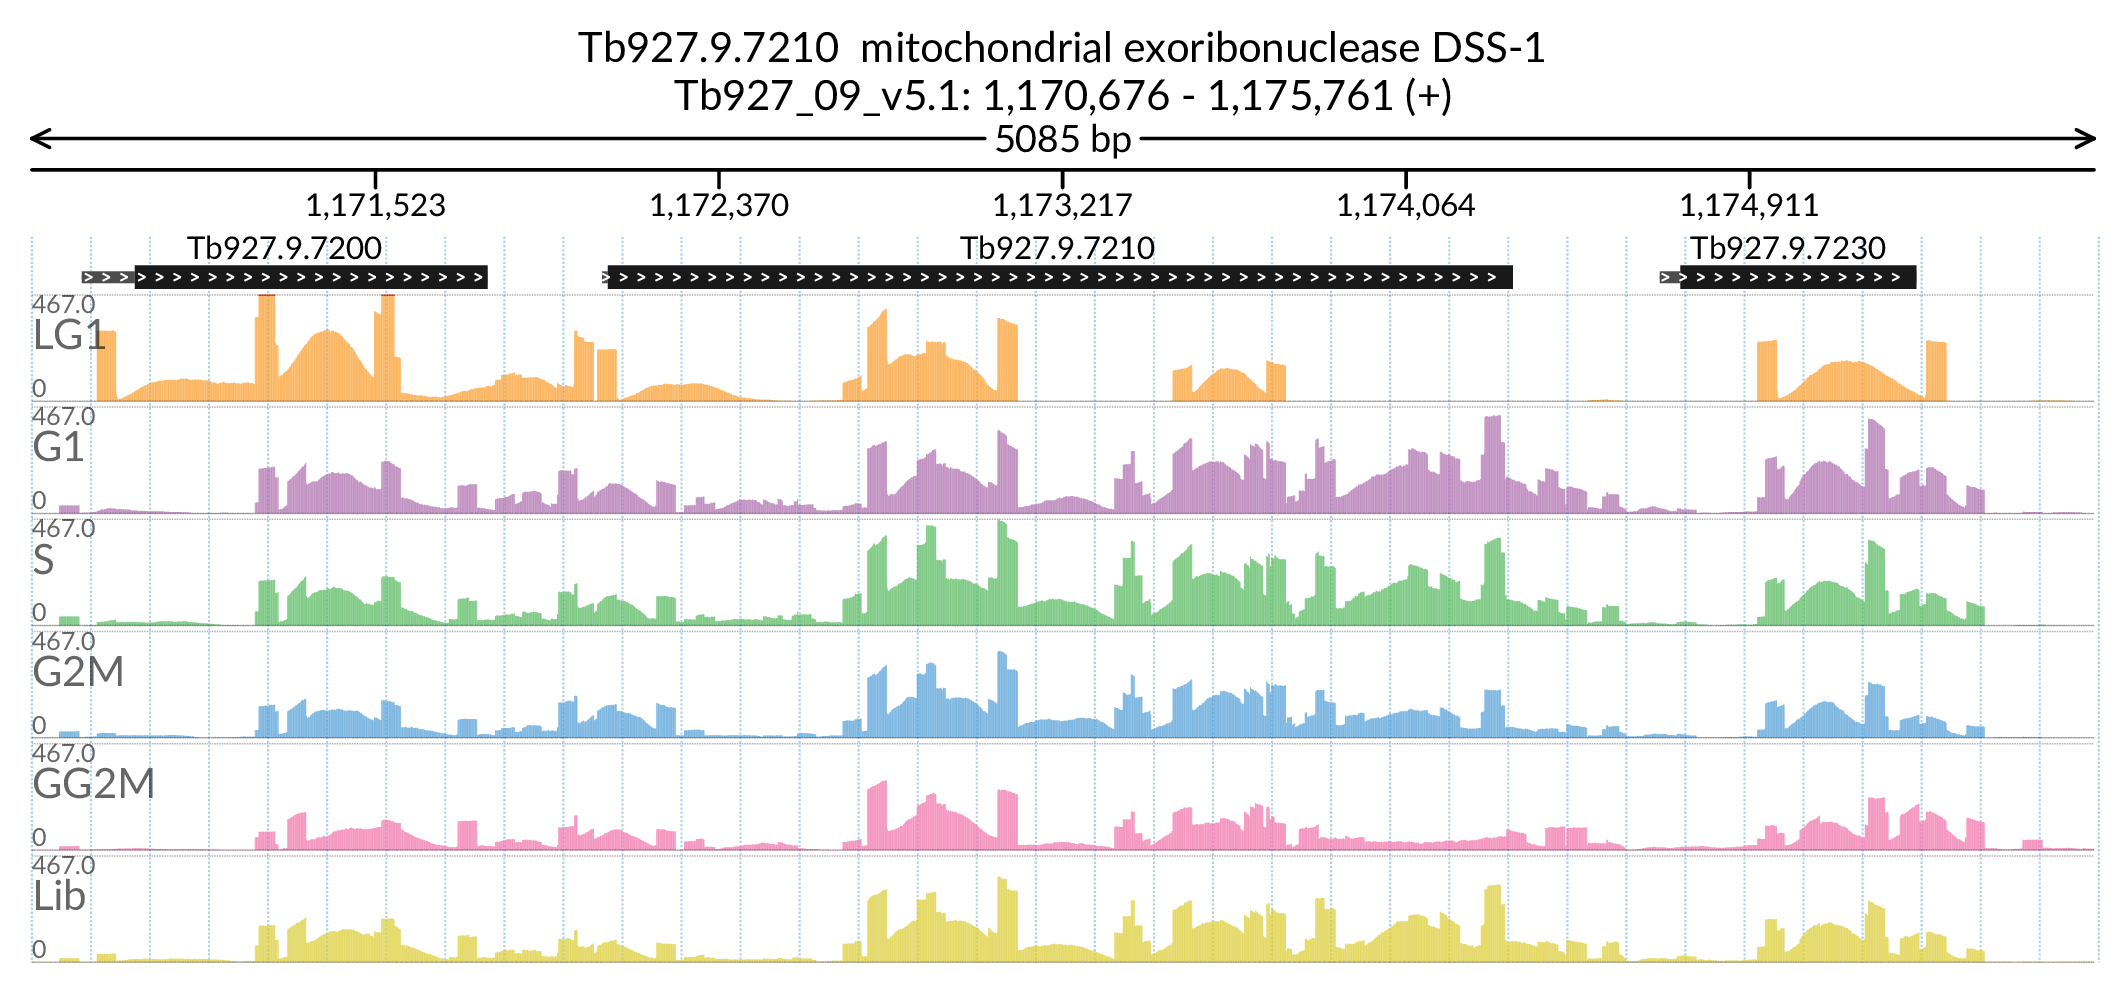 Tb927.9.7210 mitochondrial exoribonuclease DSS-1
Tb927_09_v5.1: 1,170,676 - 1,175,761 (+)
5085 bp
1,171,523 1,172,370 1,173,217 1,174,064 1,174,911
Tb927.9.7200 Tb927.9.7210 Tb927.9.7230
467.0
LG1
0
467.0
G1
0
467.0
S
0
467.0
G2M
0
467.0
GG2M
0
467.0
Lib
0